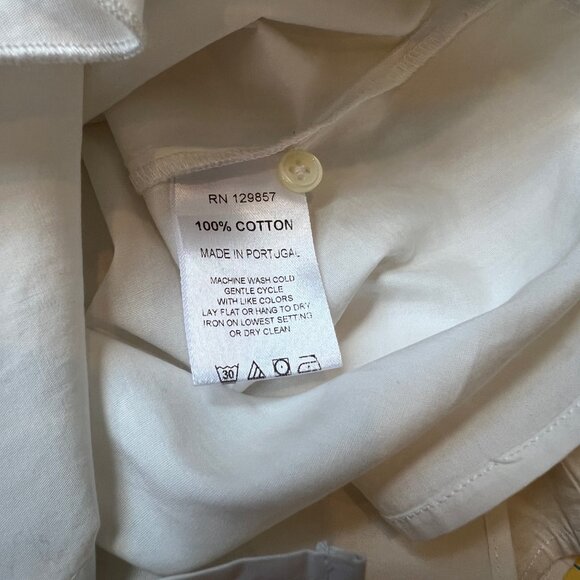 RN 129857
100% COTTON
MADE IN PORTUGAL
MACHINE WASH COLD
GENTLE CYCLE
WITH LIKE COLORS
LAY FLAT OR HANG TO DRY
IRON ON LOWEST SETTING
OR DRY CLEAN
30